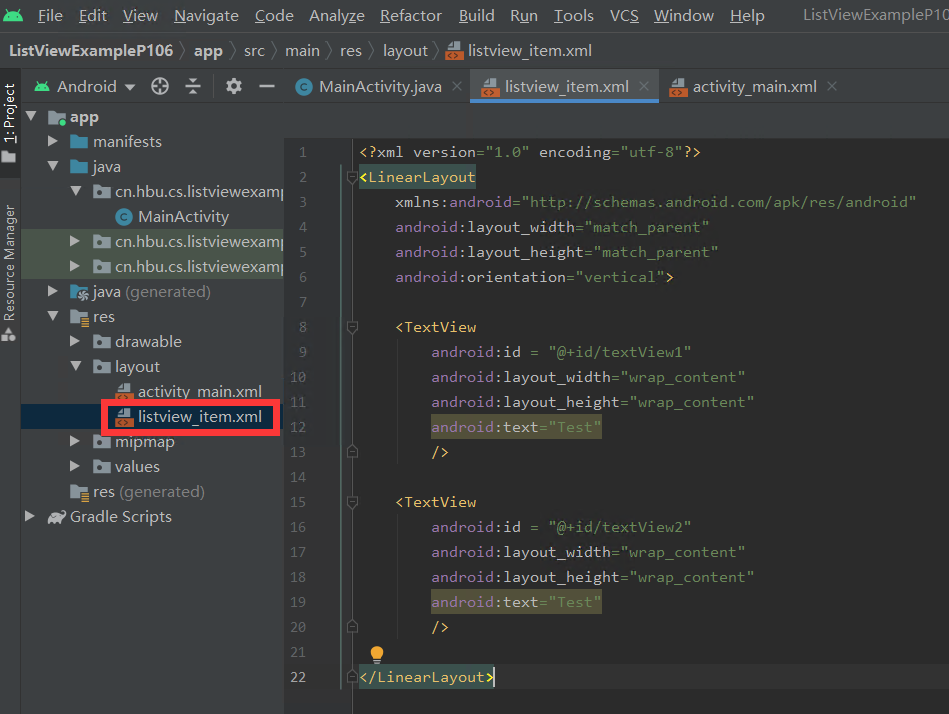 File Edit View Navigate Code Analyze Refactor Build Run Tools VCS Window Help ListViewExampleP10
ListViewExampleP106 app src main res layout listview_item.xml
Android MainActivity.java listview_item.xml activity_main.xml
1: Project
Resource Manager
app
manifests
java
cn.hbu.cs.listviewexamp
MainActivity
cn.hbu.cs.listviewexamp
cn.hbu.cs.listviewexamp
java (generated)
res
drawable
layout
activity_main.xml
listview_item.xml
mipmap
values
res (generated)
Gradle Scripts
1 <?xml version="1.0" encoding="utf-8"?>
2 <LinearLayout
3 xmlns:android="http://schemas.android.com/apk/res/android"
4 android:layout_width="match_parent"
5 android:layout_height="match_parent"
6 android:orientation="vertical">
7
8 <TextView
9 android:id = "@+id/textView1"
10 android:layout_width="wrap_content"
11 android:layout_height="wrap_content"
12 android:text="Test"
13 />
14
15 <TextView
16 android:id = "@+id/textView2"
17 android:layout_width="wrap_content"
18 android:layout_height="wrap_content"
19 android:text="Test"
20 />
21
22 </LinearLayout>